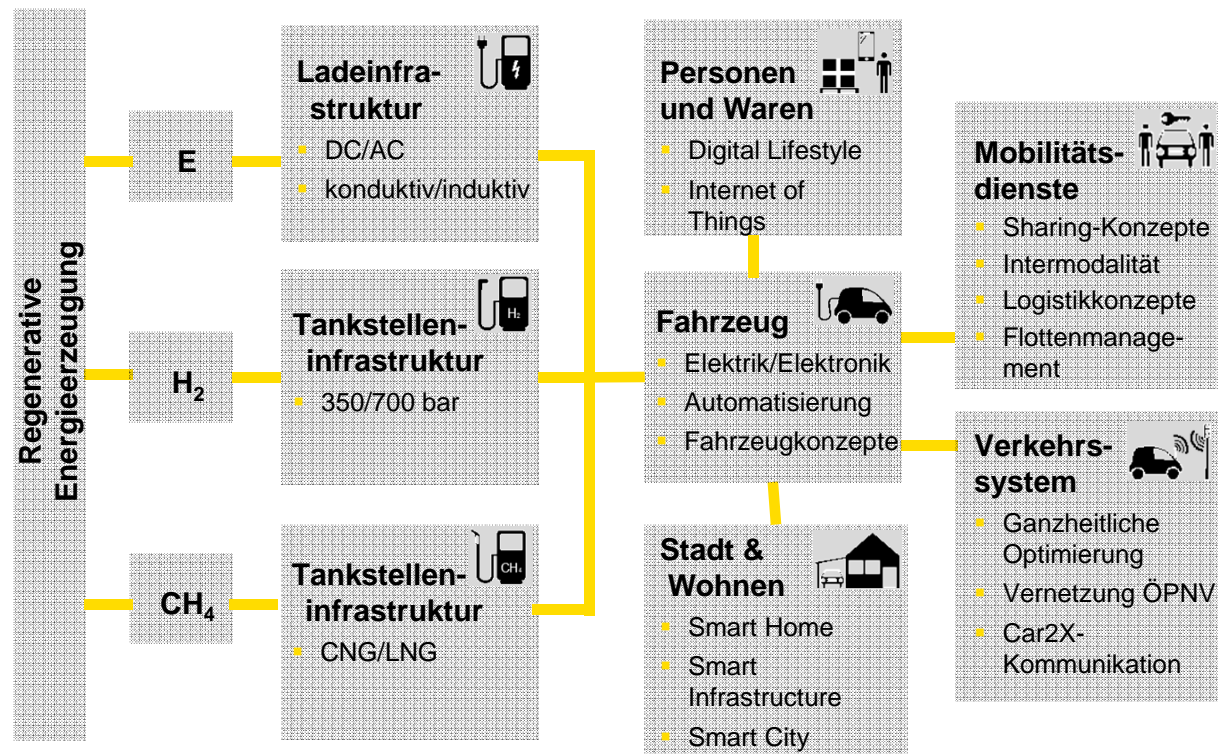 Regenerative
Energieerzeugung
E
H₂
CH₄
Ladeinfra-
struktur
DC/AC
konduktiv/induktiv
H₂
Tankstellen-
infrastruktur
350/700 bar
CH₄
Tankstellen-
infrastruktur
CNG/LNG
Personen
und Waren
Digital Lifestyle
Internet of
Things
Fahrzeug
Elektrik/Elektronik
Automatisierung
Fahrzeugkonzepte
Stadt &
Wohnen
Smart Home
Smart
Infrastructure
Smart City
Mobilitäts-
dienste
Sharing-Konzepte
Intermodalität
Logistikkonzepte
Flottenmanage-
ment
Verkehrs-
system
Ganzheitliche
Optimierung
Vernetzung ÖPNV
Car2X-
Kommunikation